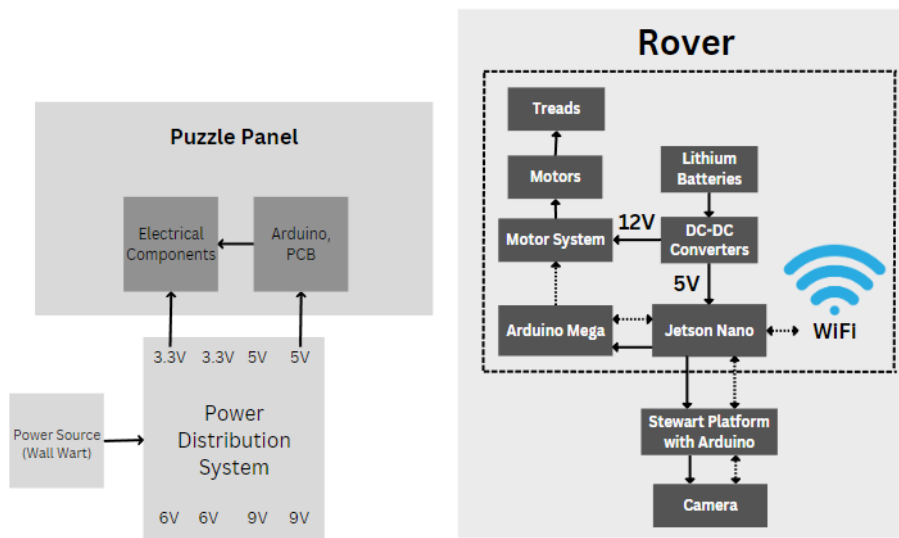 Puzzle Panel
Electrical
Components
Arduino,
PCB
3.3V 3.3V 5V 5V
Power
Distribution
System
6V 6V 9V 9V
Power Source
(Wall Wart)
Rover
Treads
Motors
Motor System
12V
Lithium
Batteries
DC-DC
Converters
5V
Arduino Mega
Jetson Nano
WiFi
Stewart Platform
with Arduino
Camera